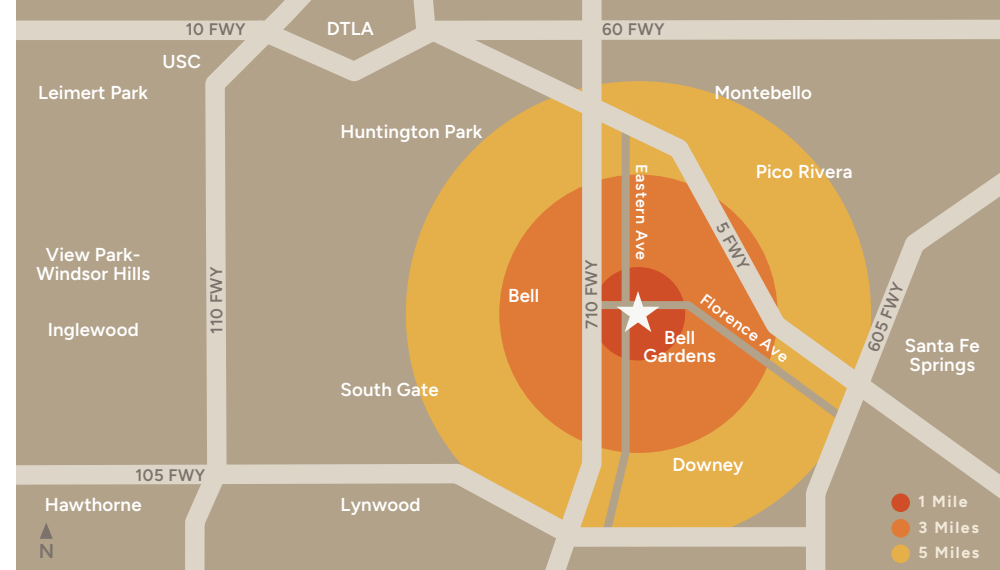 10 FWY
DTLA
60 FWY
USC
Leimert Park
Montebello
Huntington Park
Pico Rivera
Eastern Ave
5 FWY
View Park-
Windsor Hills
110 FWY
Bell
710 FWY
Florence Ave
605 FWY
Inglewood
Bell
Gardens
Santa Fe
Springs
South Gate
Downey
105 FWY
Hawthorne
Lynwood
N
1 Mile
3 Miles
5 Miles